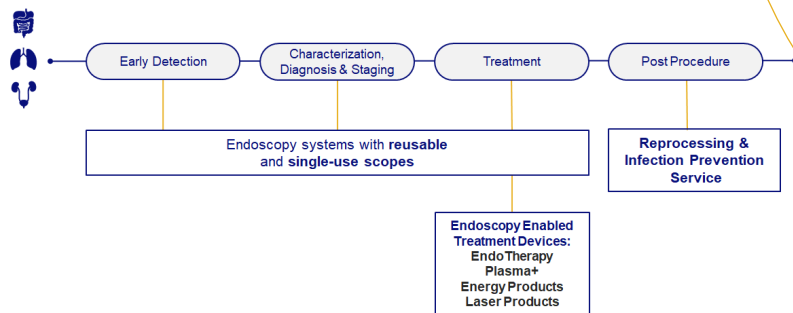 Early Detection
Characterization,
Diagnosis & Staging
Treatment
Post Procedure
Endoscopy systems with reusable
and single-use scopes
Reprocessing &
Infection Prevention
Service
Endoscopy Enabled
Treatment Devices:
EndoTherapy
Plasma+
Energy Products
Laser Products